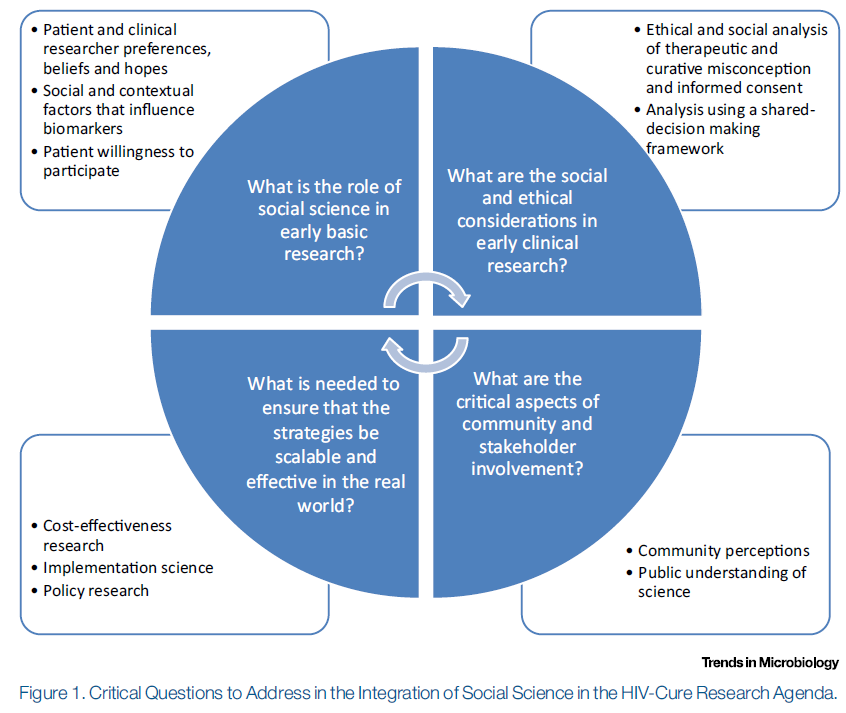 • Patient and clinical
researcher preferences,
beliefs and hopes
• Social and contextual
factors that influence
biomarkers
• Patient willingness to
participate
• Ethical and social analysis
of therapeutic and
curative misconception
and informed consent
• Analysis using a shared-
decision making
framework
What is the role of
social science in
early basic
research?
What are the social
and ethical
considerations in
early clinical
research?
What is needed to
ensure that the
strategies be
scalable and
effective in the real
world?
What are the
critical aspects of
community and
stakeholder
involvement?
• Cost-effectiveness
research
• Implementation science
• Policy research
• Community perceptions
• Public understanding of
science
Trends in Microbiology
Figure 1. Critical Questions to Address in the Integration of Social Science in the HIV-Cure Research Agenda.